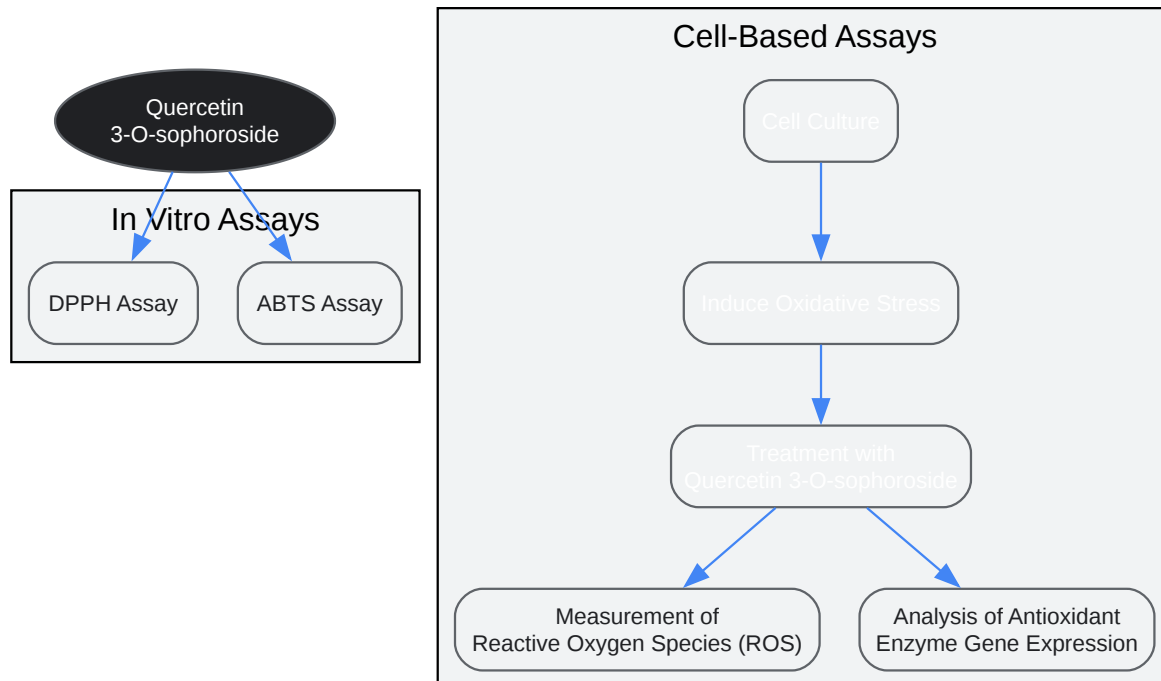 Quercetin
3-O-sophoroside
In Vitro Assays
DPPH Assay
ABTS Assay
Cell-Based Assays
Cell Culture
Induce Oxidative Stress
Treatment with
Quercetin 3-O-sophoroside
Measurement of
Reactive Oxygen Species (ROS)
Analysis of Antioxidant
Enzyme Gene Expression